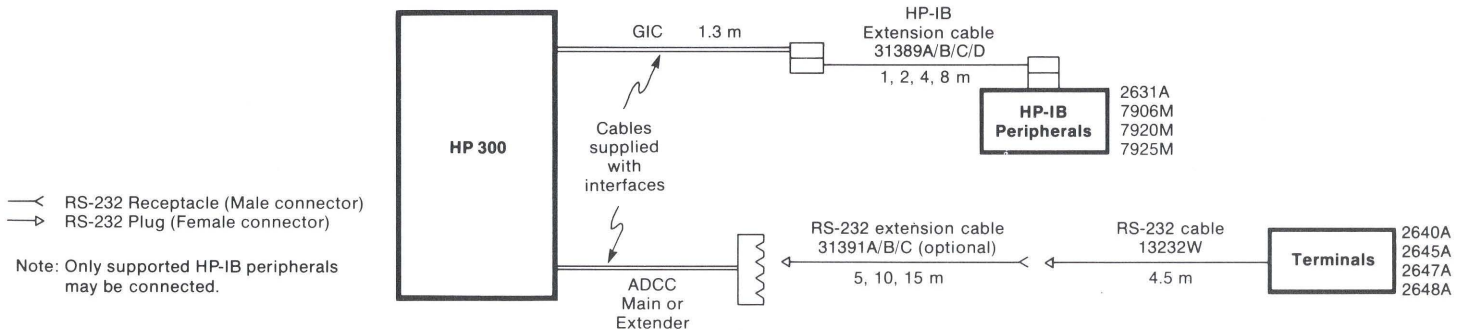 HP 300
GIC 1.3 m
HP-IB
Extension cable
31389A/B/C/D
1, 2, 4, 8 m
HP-IB
Peripherals
2631A
7906M
7920M
7925M
Cables
supplied
with
interfaces
RS-232 Receptacle (Male connector)
RS-232 Plug (Female connector)
Note: Only supported HP-IB peripherals
may be connected.
ADCC
Main or
Extender
RS-232 extension cable
31391A/B/C (optional)
5, 10, 15 m
RS-232 cable
13232W
4.5 m
Terminals
2640A
2645A
2647A
2648A